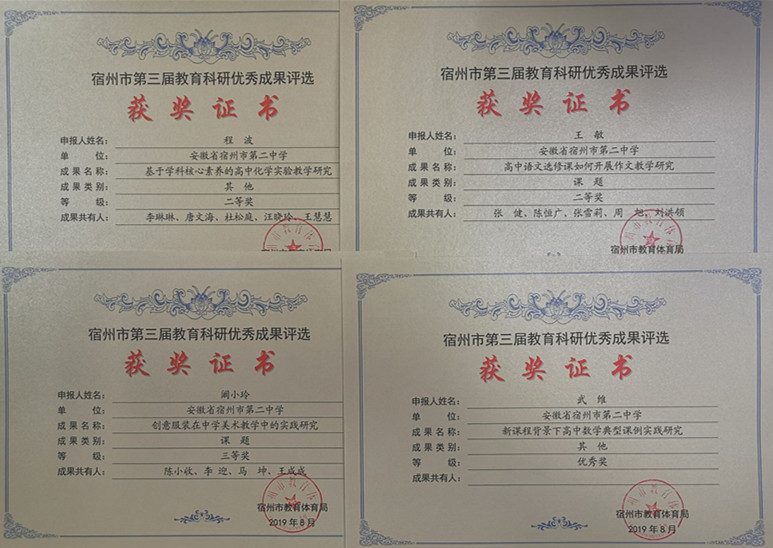 宿州市第三届教育科研优秀成果评选
获奖证书
申报人姓名： 程 波
单 位： 安徽省宿州市第二中学
成果名称： 基于学科核心素养的高中化学实验教学研究
成果类别： 其 他
等 级： 二等奖
成果共有人： 李琳琳、唐文海、杜松庭、汪晓玲、王慧慧
宿州市教育体育局
宿州市第三届教育科研优秀成果评选
获奖证书
申报人姓名： 王 敏
单 位： 安徽省宿州市第二中学
成果名称： 高中语文选修课如何开展作文教学研究
成果类别： 课 题
等 级： 二等奖
成果共有人： 张 健、陈恒广、张雪莉、周 旭、刘洪领
宿州市教育体育局
宿州市第三届教育科研优秀成果评选
获奖证书
申报人姓名： 阚小玲
单 位： 安徽省宿州市第二中学
成果名称： 创意服装在中学美术教学中的实践研究
成果类别： 课 题
等 级： 三等奖
成果共有人： 陈小收、李 迎、马 坤、王成成
宿州市教育体育局
2019年8月
宿州市第三届教育科研优秀成果评选
获奖证书
申报人姓名： 武 维
单 位： 安徽省宿州市第二中学
成果名称： 新课程背景下高中数学典型课例实践研究
成果类别： 其 他
等 级： 优秀奖
成果共有人：
宿州市教育体育局
2019年8月